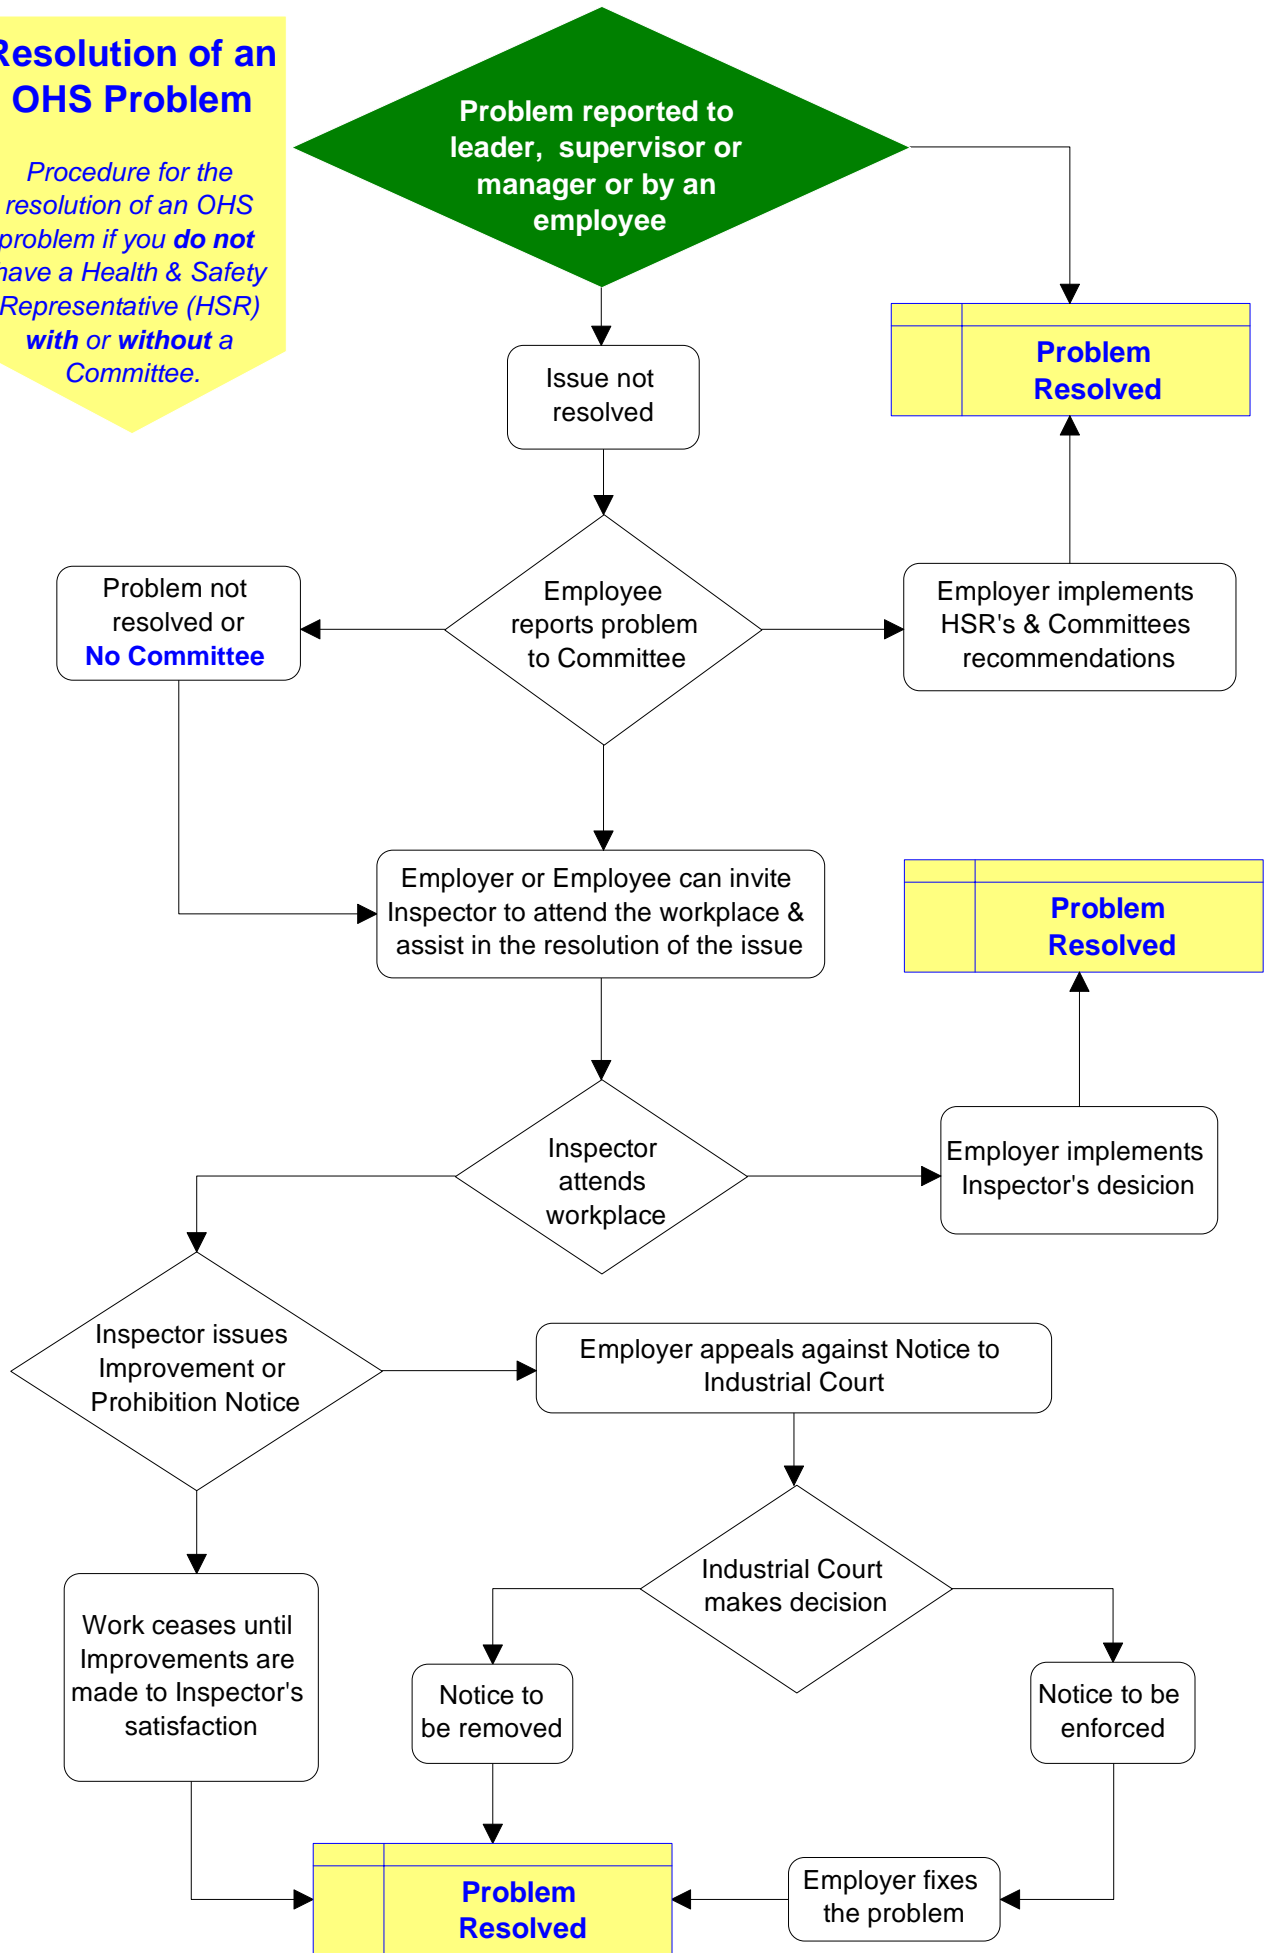 Resolution of an
OHS Problem
Procedure for the
resolution of an OHS
problem if you do not
have a Health & Safety
Representative (HSR)
with or without a
Committee.
Problem reported to
leader, supervisor or
manager or by an
employee
Issue not
resolved
Problem
Resolved
Problem not
resolved or
No Committee
Employee
reports problem
to Committee
Employer implements
HSR's & Committees
recommendations
Employer or Employee can invite
Inspector to attend the workplace &
assist in the resolution of the issue
Problem
Resolved
Inspector
attends
workplace
Employer implements
Inspector's desicion
Inspector issues
Improvement or
Prohibition Notice
Employer appeals against Notice to
Industrial Court
Industrial Court
makes decision
Work ceases until
Improvements are
made to Inspector's
satisfaction
Notice to
be removed
Notice to be
enforced
Problem
Resolved
Employer fixes
the problem